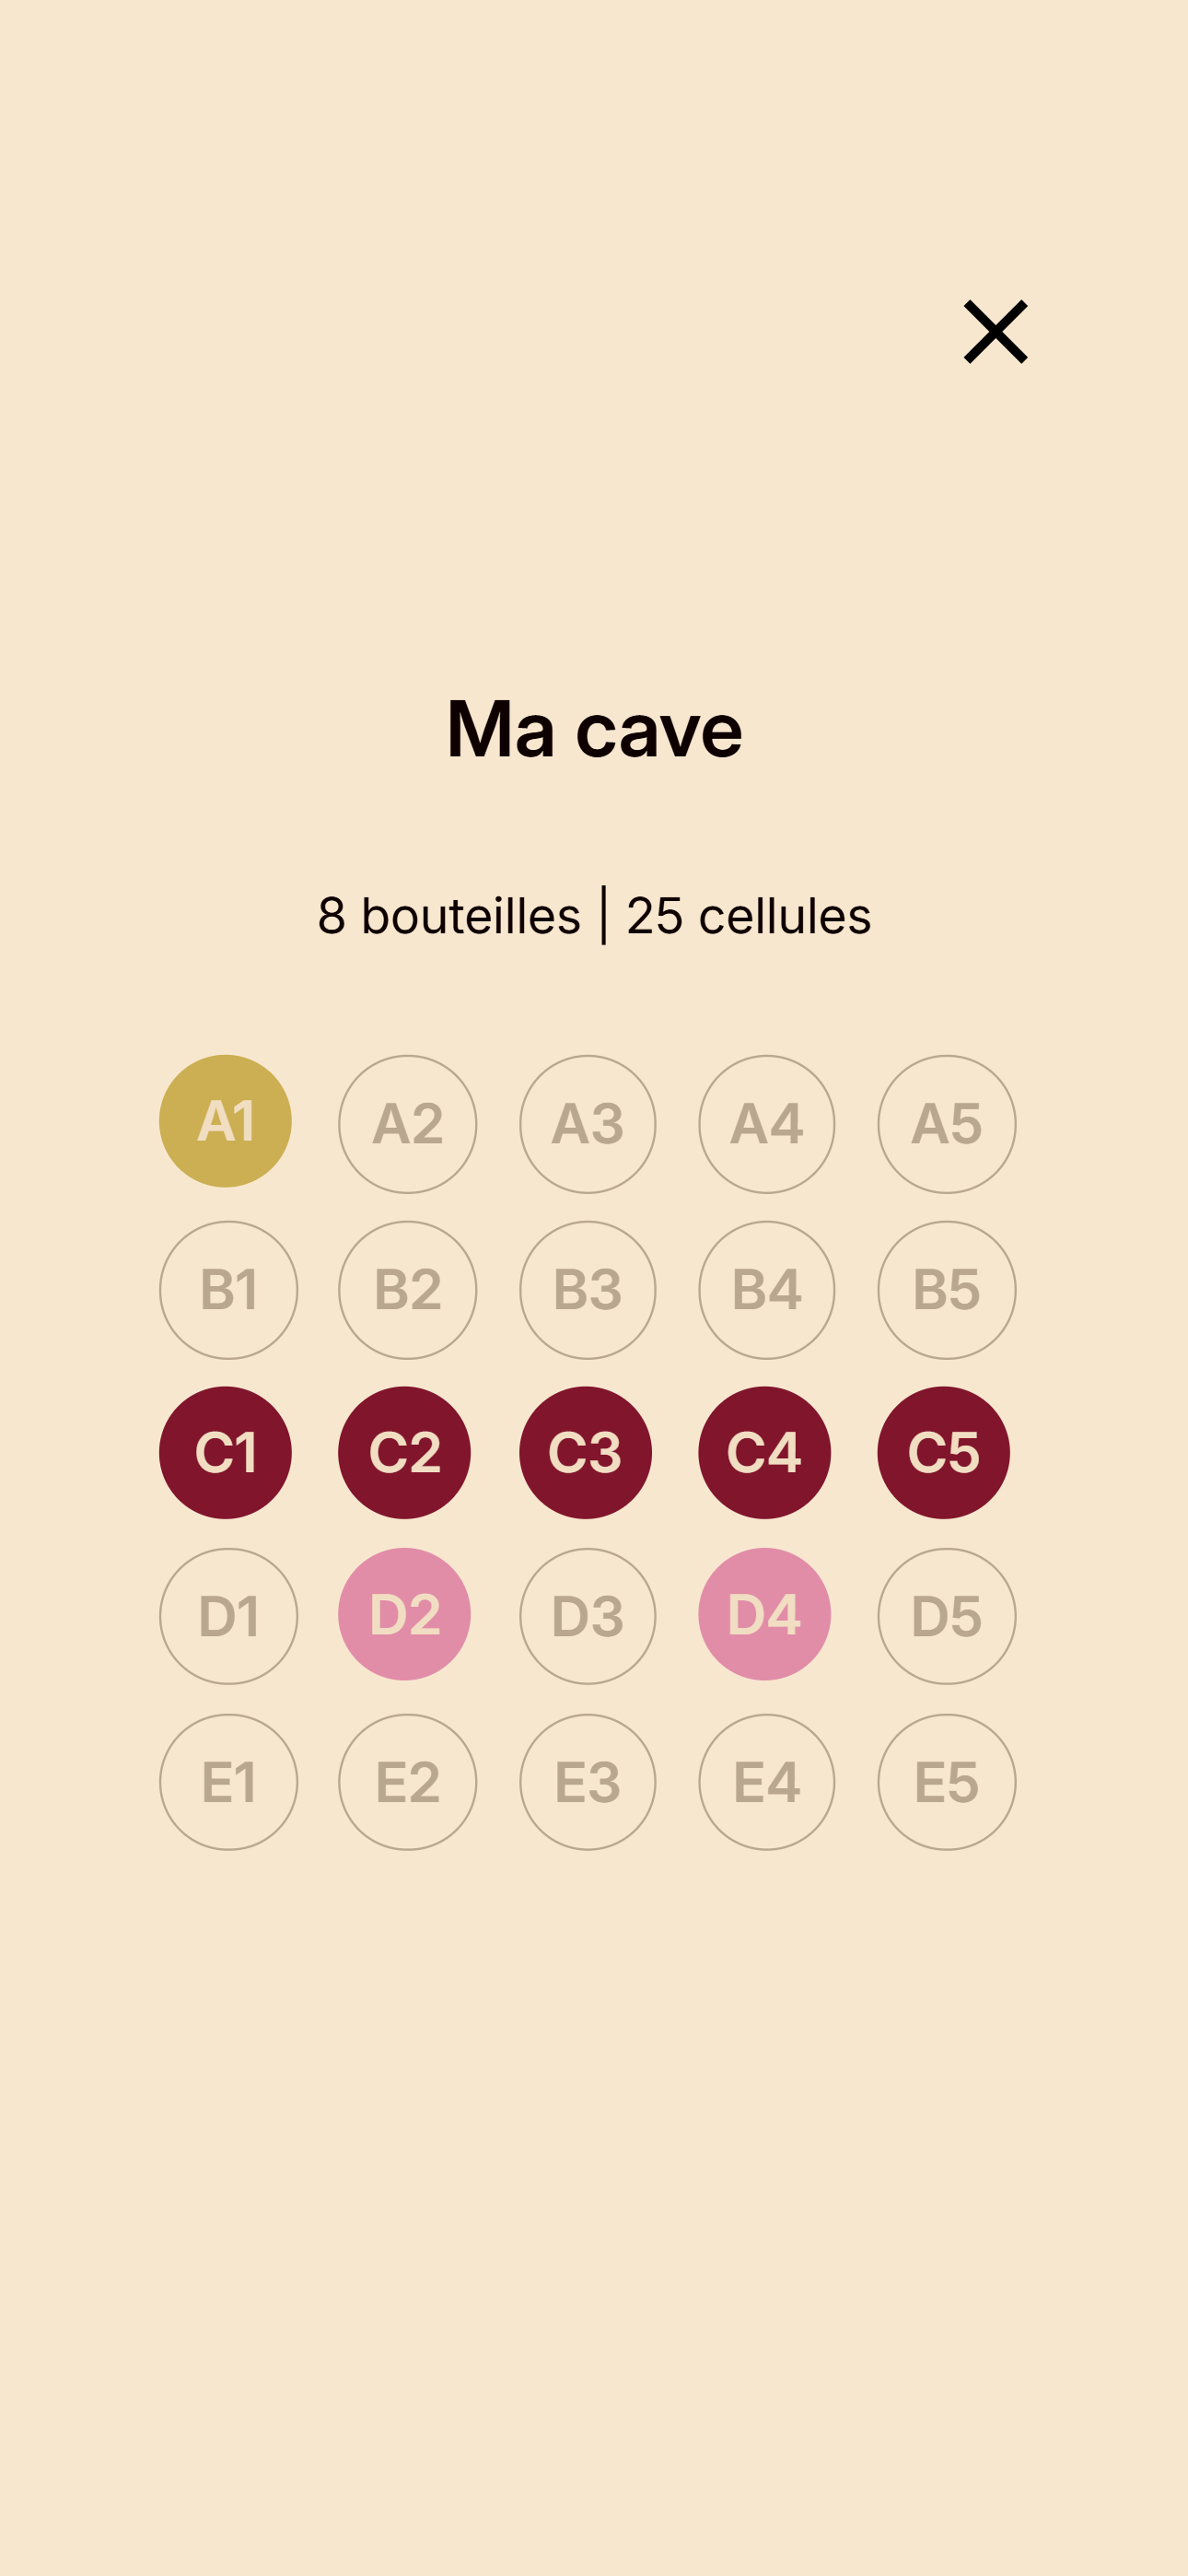 Ma cave
8 bouteilles | 25 cellules
A1 A2 A3 A4 A5
B1 B2 B3 B4 B5
C1 C2 C3 C4 C5
D1 D2 D3 D4 D5
E1 E2 E3 E4 E5